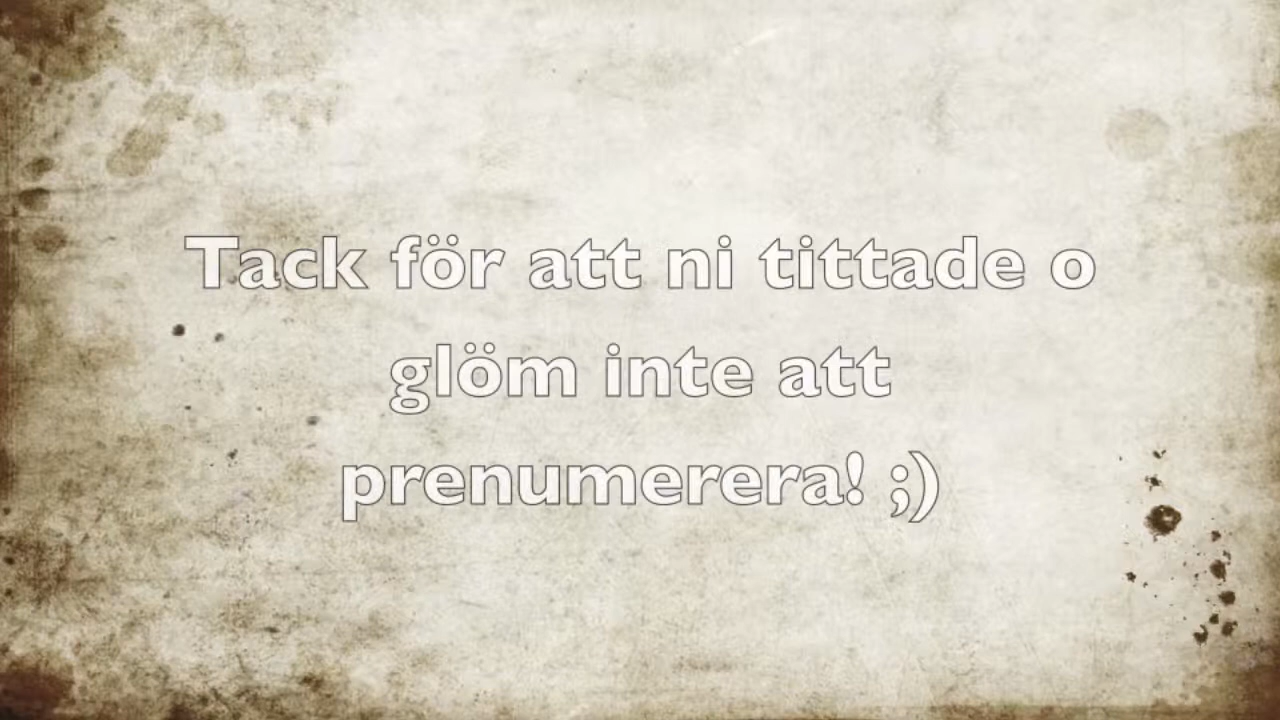 Tack för att ni tittade o
glöm inte att
prenumerera! ;)